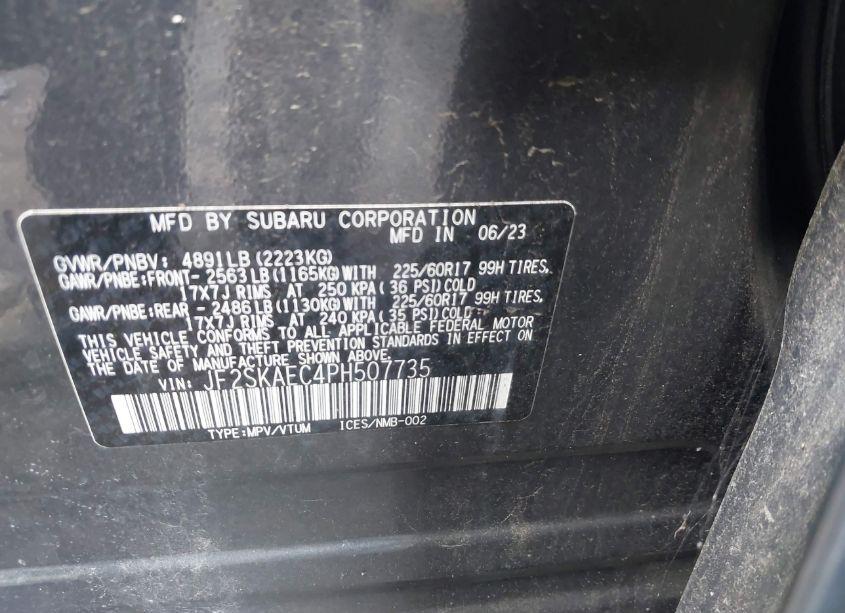 MFD BY SUBARU CORPORATION
MFD IN 06/23
GVWR/PNBV: 4891LB (2223KG)
GAWR/PNBE:FRONT- 2563LB (1165KG) WITH 225/60R17 99H TIRES,
17X7J RIMS AT 250 KPA( 36 PSI)COLD
GAWR/PNBE:REAR - 2486LB (1130KG) WITH 225/60R17 99H TIRES,
17X7J RIMS AT 240 KPA( 35 PSI)COLD
THIS VEHICLE CONFORMS TO ALL APPLICABLE FEDERAL MOTOR
VEHICLE SAFETY AND THEFT PREVENTION STANDARDS IN EFFECT ON
THE DATE OF MANUFACTURE SHOWN ABOVE.
VIN: JF2SKAEC4PH507735
TYPE:MPV/VTUM ICES/NMB-002